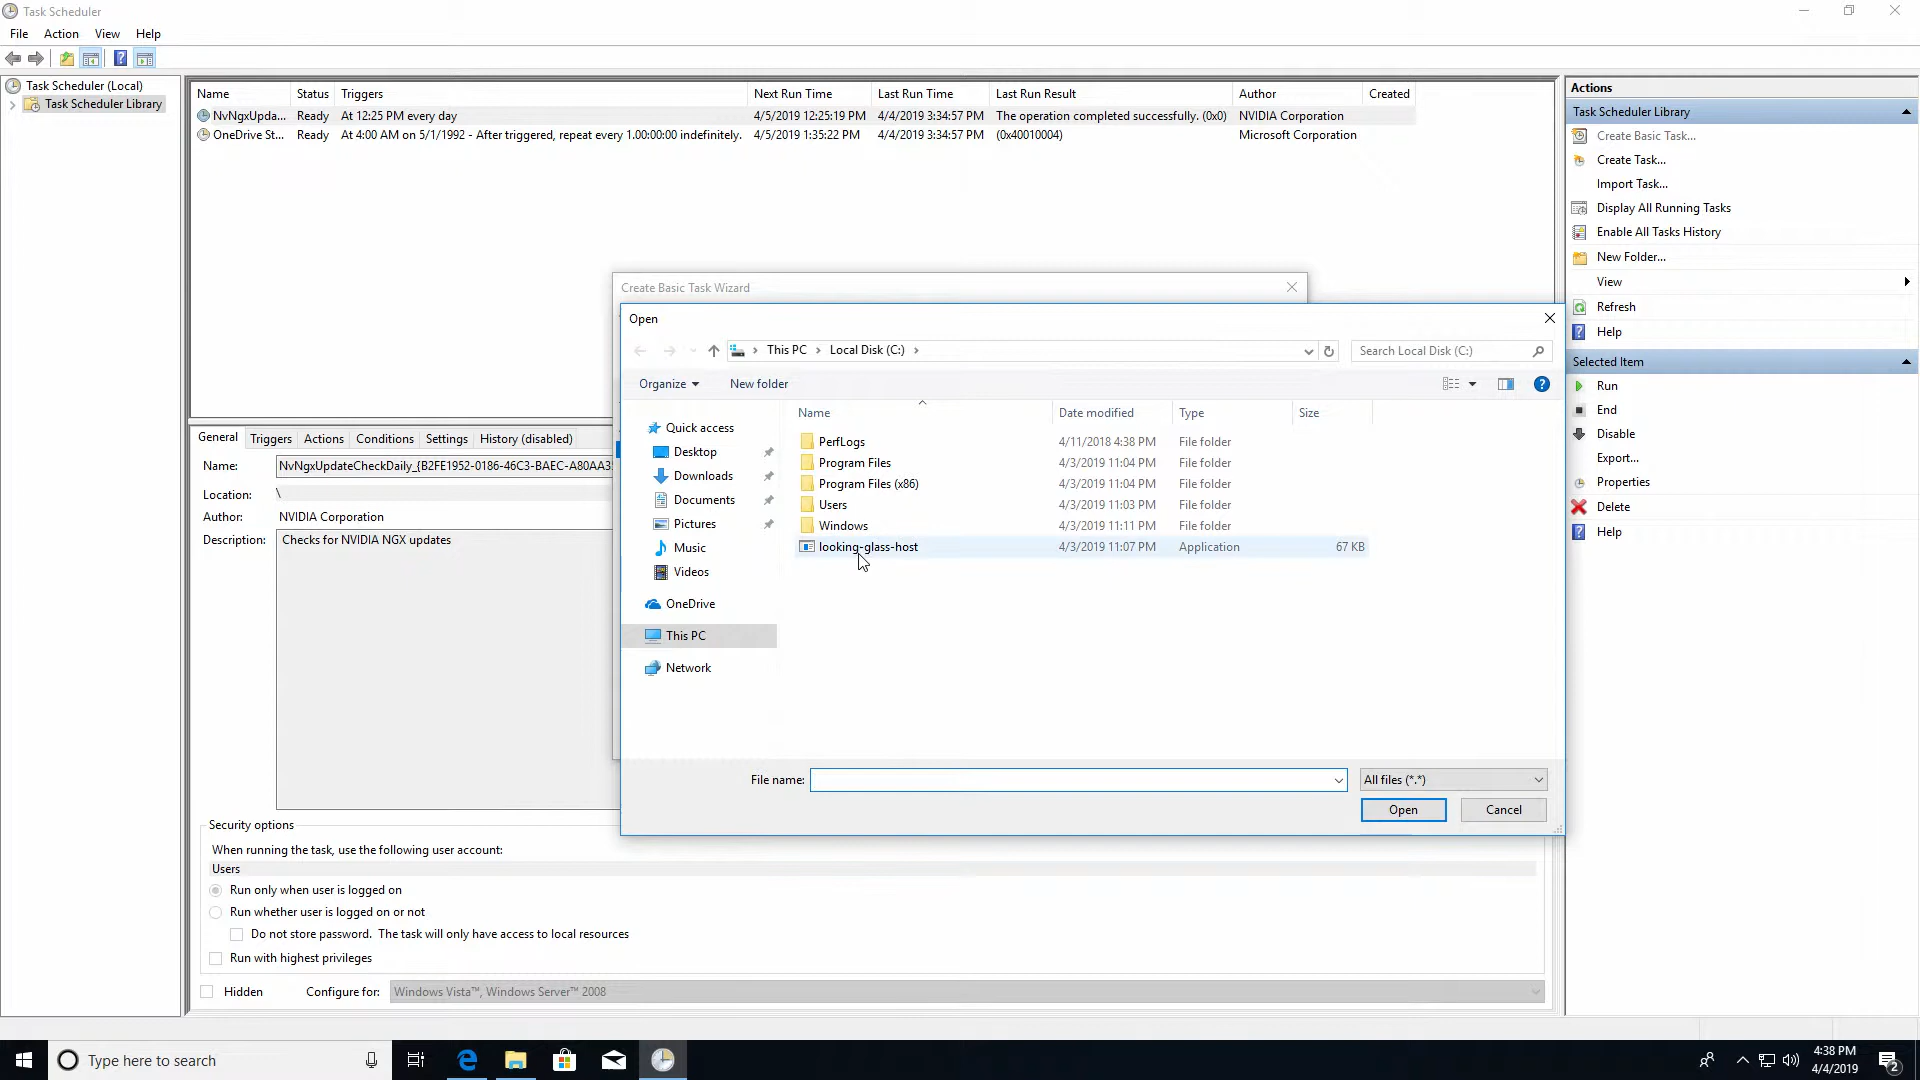 Task Scheduler
File Action View Help
Task Scheduler (Local)
Task Scheduler Library
Name Status Triggers Next Run Time Last Run Time Last Run Result Author Created
NvNgxUpda... Ready At 12:25 PM every day 4/5/2019 12:25:19 PM 4/4/2019 3:34:57 PM The operation completed successfully. (0x0) NVIDIA Corporation
OneDrive St... Ready At 4:00 AM on 5/1/1992 - After triggered, repeat every 1.00:00:00 indefinitely. 4/5/2019 1:35:22 PM 4/4/2019 3:34:57 PM (0x40010004) Microsoft Corporation
General Triggers Actions Conditions Settings History (disabled)
Name: NvNgxUpdateCheckDaily_{B2FE1952-0186-46C3-BAEC-A80AA3
Location: \
Author: NVIDIA Corporation
Description: Checks for NVIDIA NGX updates
Security options
When running the task, use the following user account:
Users
Run only when user is logged on
Run whether user is logged on or not
Do not store password. The task will only have access to local resources
Run with highest privileges
Hidden Configure for: Windows Vista™, Windows Server™ 2008
Create Basic Task Wizard
Open
This PC Local Disk (C:) Search Local Disk (C:)
Organize New folder
Quick access
Desktop
Downloads
Documents
Pictures
Music
Videos
OneDrive
This PC
Network
Name Date modified Type Size
PerfLogs 4/11/2018 4:38 PM File folder
Program Files 4/3/2019 11:04 PM File folder
Program Files (x86) 4/3/2019 11:04 PM File folder
Users 4/3/2019 11:03 PM File folder
Windows 4/3/2019 11:11 PM File folder
looking-glass-host 4/3/2019 11:07 PM Application 67 KB
File name: All files (*.*)
Open Cancel
Actions
Task Scheduler Library
Create Basic Task...
Create Task...
Import Task...
Display All Running Tasks
Enable All Tasks History
New Folder...
View
Refresh
Help
Selected Item
Run
End
Disable
Export...
Properties
Delete
Help
Type here to search
4:38 PM
4/4/2019
2